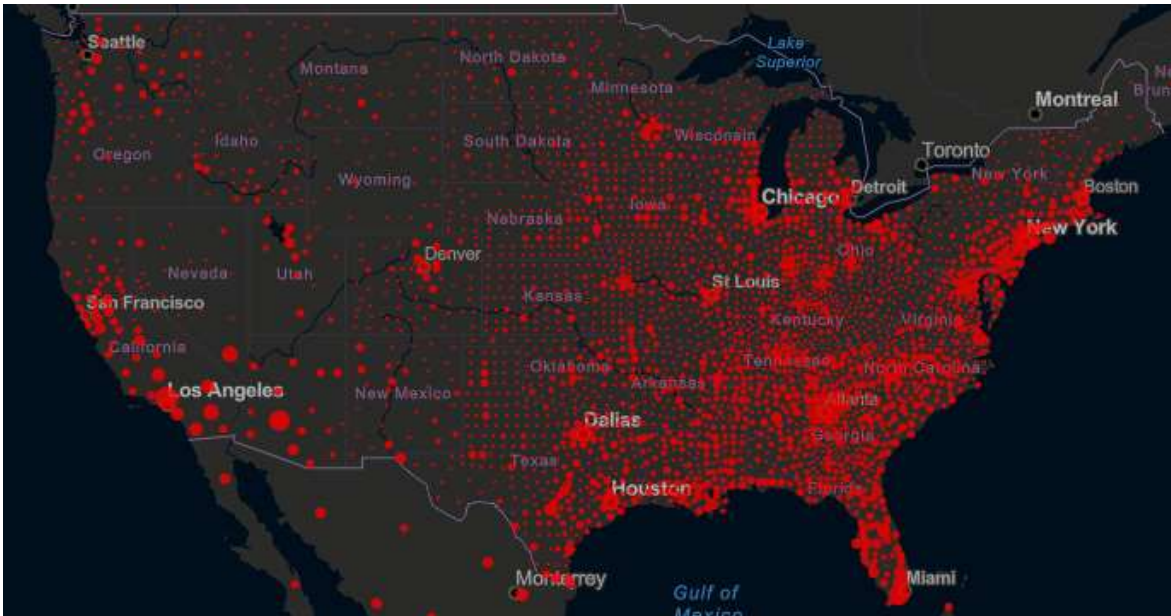 Seattle
Montana
North Dakota
Minnesota
Lake
Superior
Montreal
Wisconsin
Oregon
Idaho
South Dakota
Toronto
New York
Wyoming
Chicago
Detroit
Boston
Nebraska
Iowa
New York
Nevada
Utah
Denver
Ohio
San Francisco
Kansas
St Louis
California
Kentucky
Virginia
Oklahoma
Tennessee
North Carolina
Los Angeles
New Mexico
Arkansas
Atlanta
Dallas
Georgia
Texas
Houston
Florida
Monterrey
Miami
Gulf of
Mexico